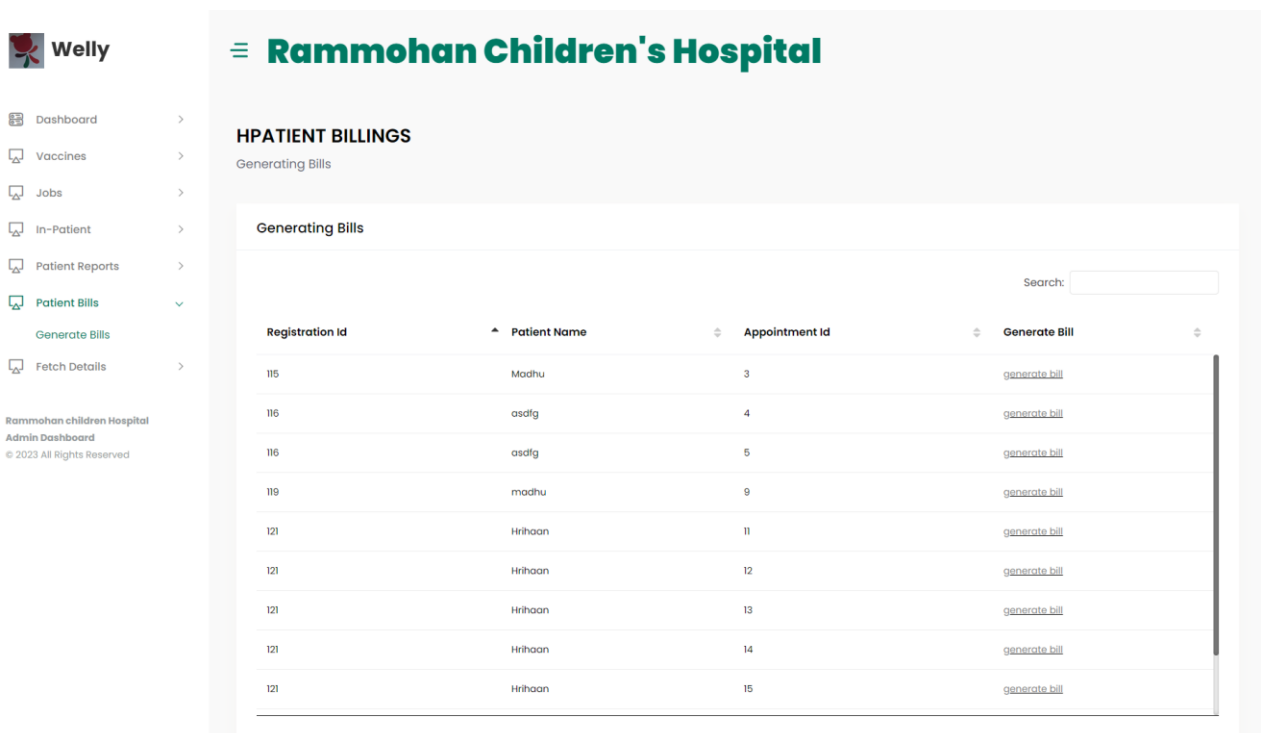 Welly
Rammohan Children's Hospital
Dashboard
Vaccines
Jobs
In-Patient
Patient Reports
Patient Bills
Generate Bills
Fetch Details
Rammohan children Hospital
Admin Dashboard
© 2023 All Rights Reserved
HPATIENT BILLINGS
Generating Bills
Generating Bills
Search:
Registration Id Patient Name Appointment Id Generate Bill
115 Madhu 3 generate bill
116 asdfg 4 generate bill
116 asdfg 5 generate bill
119 madhu 9 generate bill
121 Hrihaan 11 generate bill
121 Hrihaan 12 generate bill
121 Hrihaan 13 generate bill
121 Hrihaan 14 generate bill
121 Hrihaan 15 generate bill